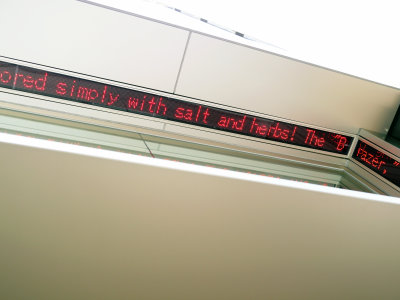 ored simply with salt and herbs! The "B razer,"